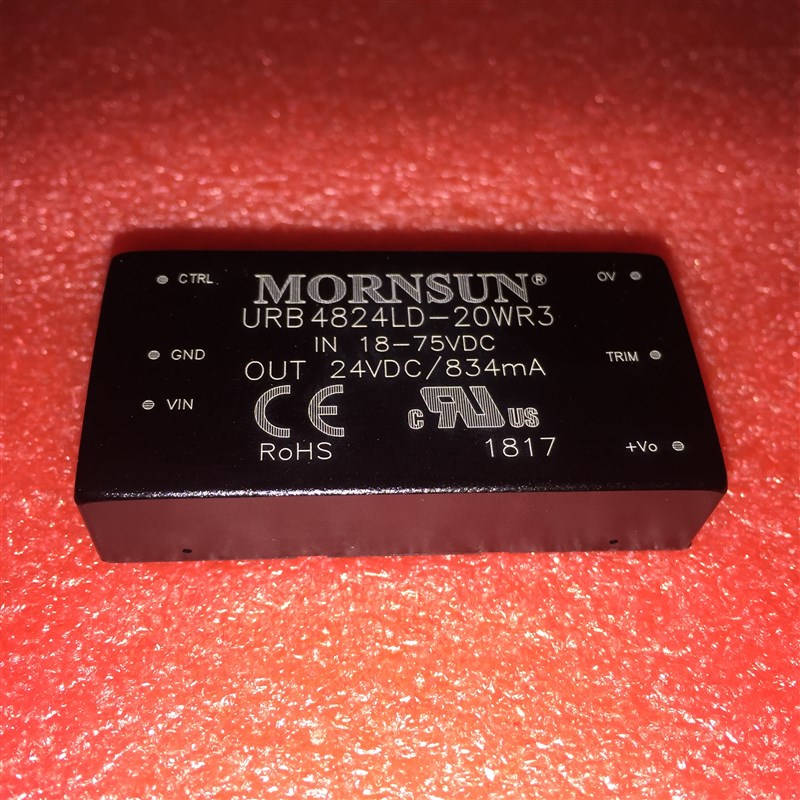 CTRL
MORNSUN®
0V
URB4824LD-20WR3
IN 18-75VDC
GND
TRIM
OUT 24VDC/834mA
VIN
CE
c RU US
RoHS
1817
+Vo